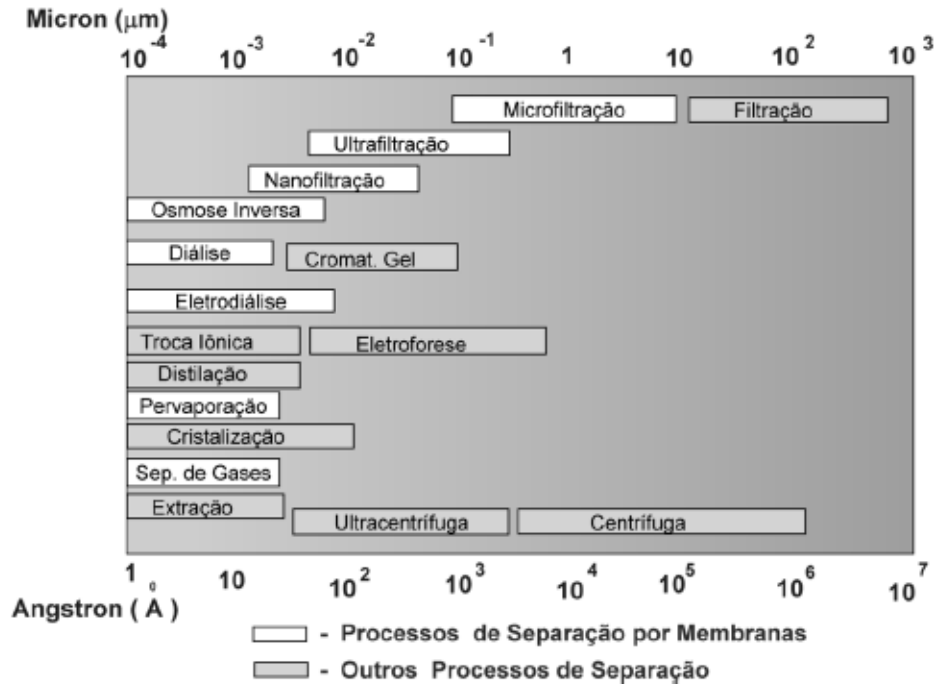 Micron (μm)
10⁻⁴ 10⁻³ 10⁻² 10⁻¹ 1 10 10² 10³
Microfiltração Filtração
Ultrafiltração
Nanofiltração
Osmose Inversa
Diálise Cromat. Gel
Eletrodiálise
Troca Iônica Eletroforese
Distilação
Pervaporação
Cristalização
Sep. de Gases
Extração
Ultracentrífuga Centrífuga
1 10 10² 10³ 10⁴ 10⁵ 10⁶ 10⁷
Angstron (Å)
- Processos de Separação por Membranas
- Outros Processos de Separação